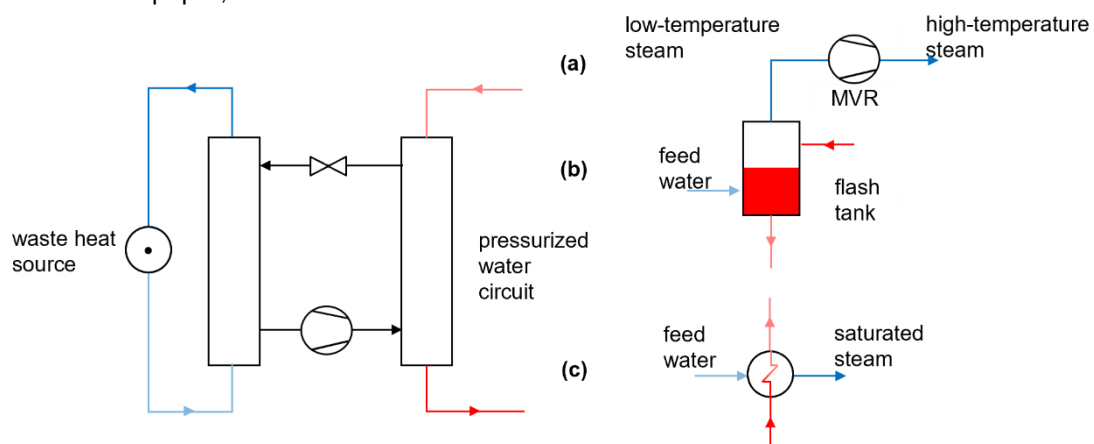 low-temperature
steam
high-temperature
steam
(a)
MVR
feed
water
(b)
flash
tank
waste heat
source
pressurized
water
circuit
feed
water
saturated
steam
(c)